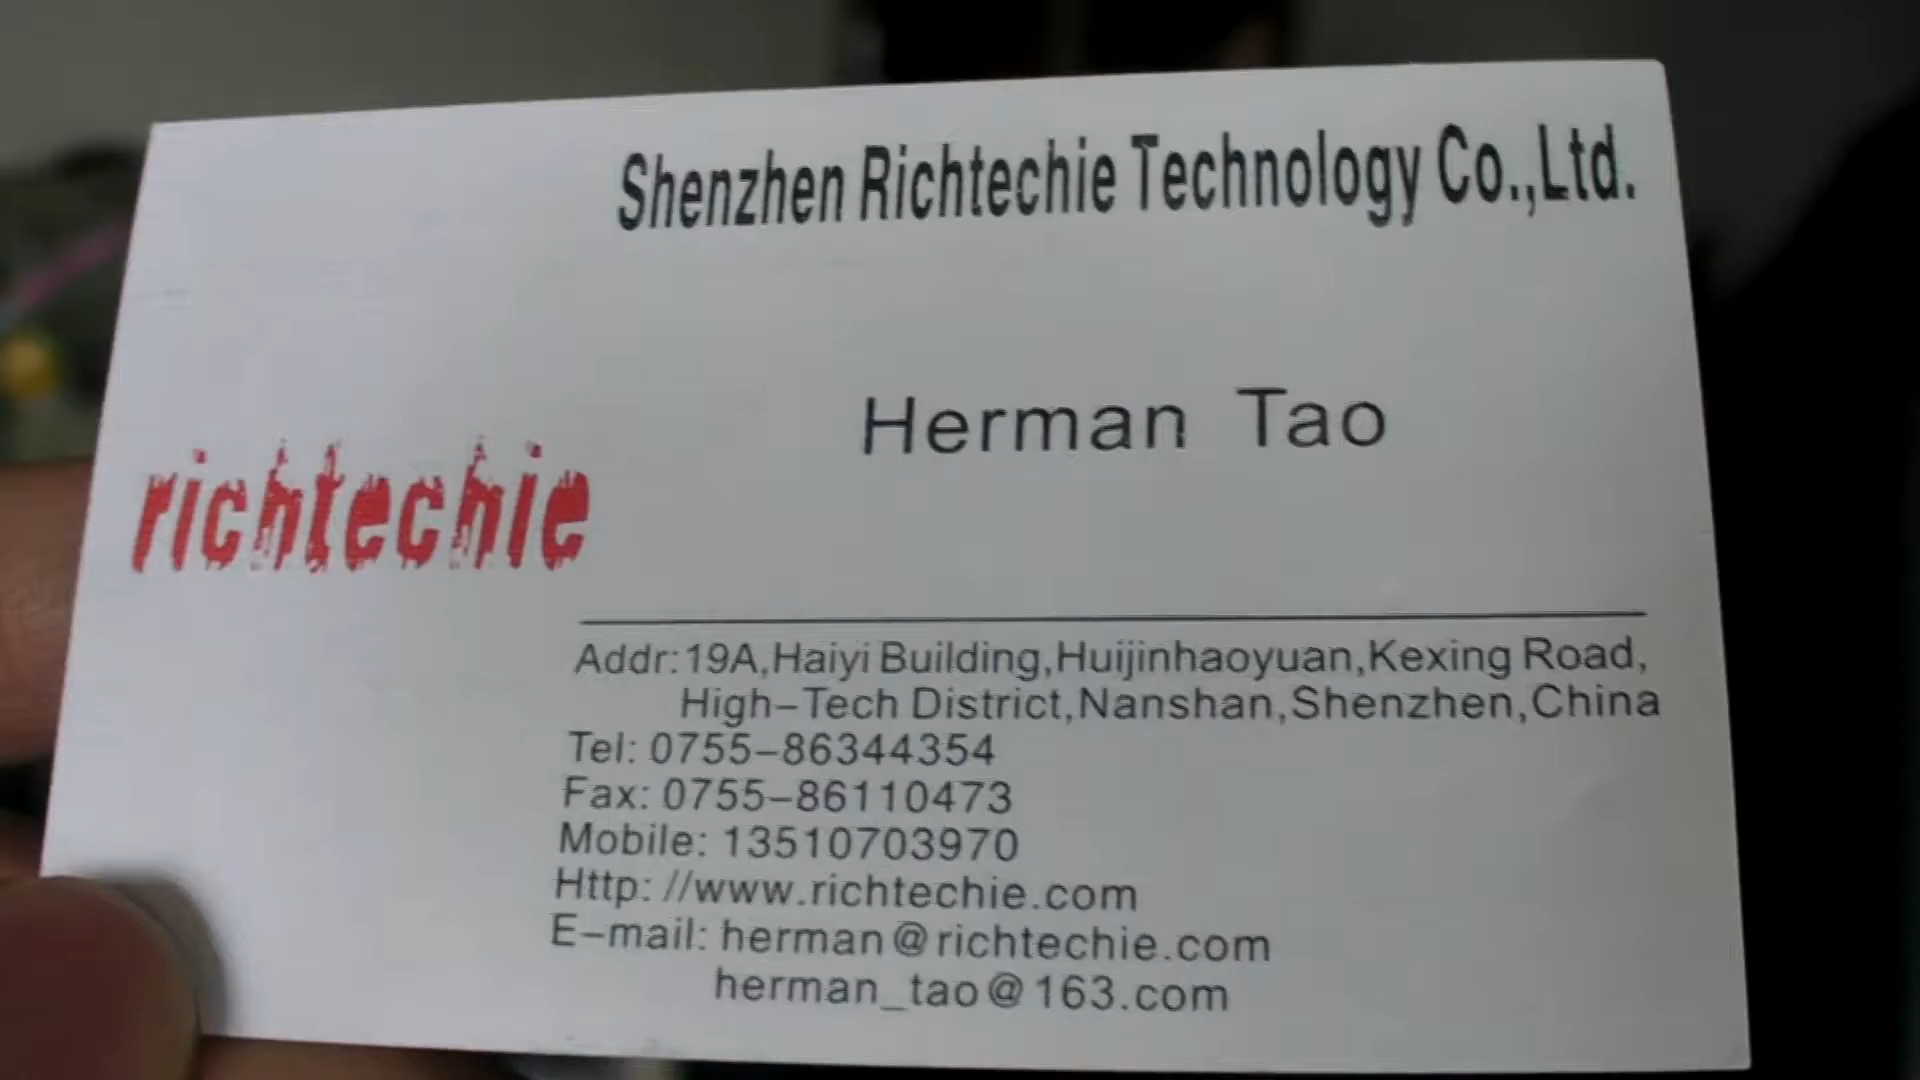 Shenzhen Richtechie Technology Co.,Ltd.
Herman Tao
richtechie
Addr:19A,Haiyi Building,Huijinhaoyuan,Kexing Road,
High-Tech District,Nanshan,Shenzhen,China
Tel: 0755-86344354
Fax: 0755-86110473
Mobile: 13510703970
Http: //www.richtechie.com
E-mail: herman@richtechie.com
herman_tao@163.com